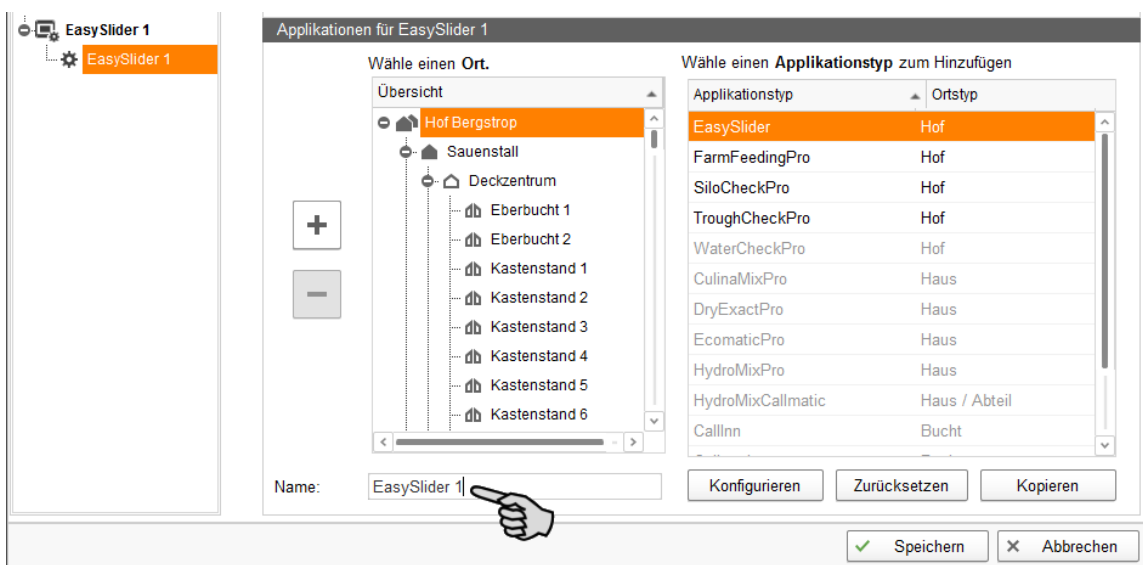 EasySlider 1
EasySlider 1
Applikationen für EasySlider 1
Wähle einen Ort.
Übersicht
Hof Bergstrop
Sauenstall
Deckzentrum
Eberbucht 1
Eberbucht 2
Kastenstand 1
Kastenstand 2
Kastenstand 3
Kastenstand 4
Kastenstand 5
Kastenstand 6
Wähle einen Applikationstyp zum Hinzufügen
Applikationstyp Ortstyp
EasySlider Hof
FarmFeedingPro Hof
SiloCheckPro Hof
TroughCheckPro Hof
WaterCheckPro Hof
CulinaMixPro Haus
DryExactPro Haus
EcomaticPro Haus
HydroMixPro Haus
HydroMixCallmatic Haus / Abteil
CallInn Bucht
Name: EasySlider 1
Konfigurieren Zurücksetzen Kopieren
Speichern Abbrechen